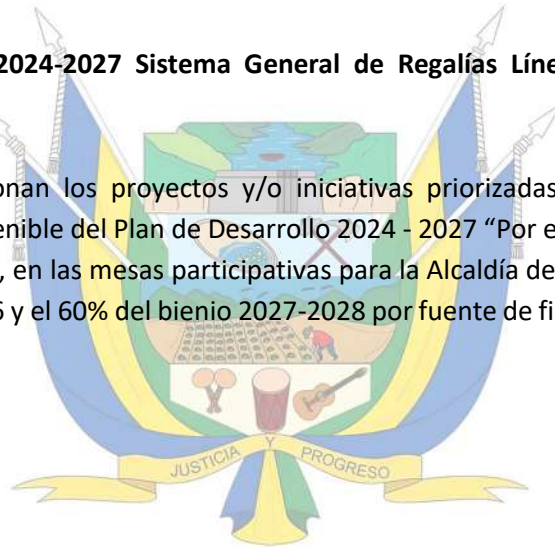 2024-2027 Sistema General de Regalías Líne
onan los proyectos y/o iniciativas priorizadas
enible del Plan de Desarrollo 2024 - 2027 “Por e
, en las mesas participativas para la Alcaldía de
6 y el 60% del bienio 2027-2028 por fuente de fi
JUSTICIA Y PROGRESO